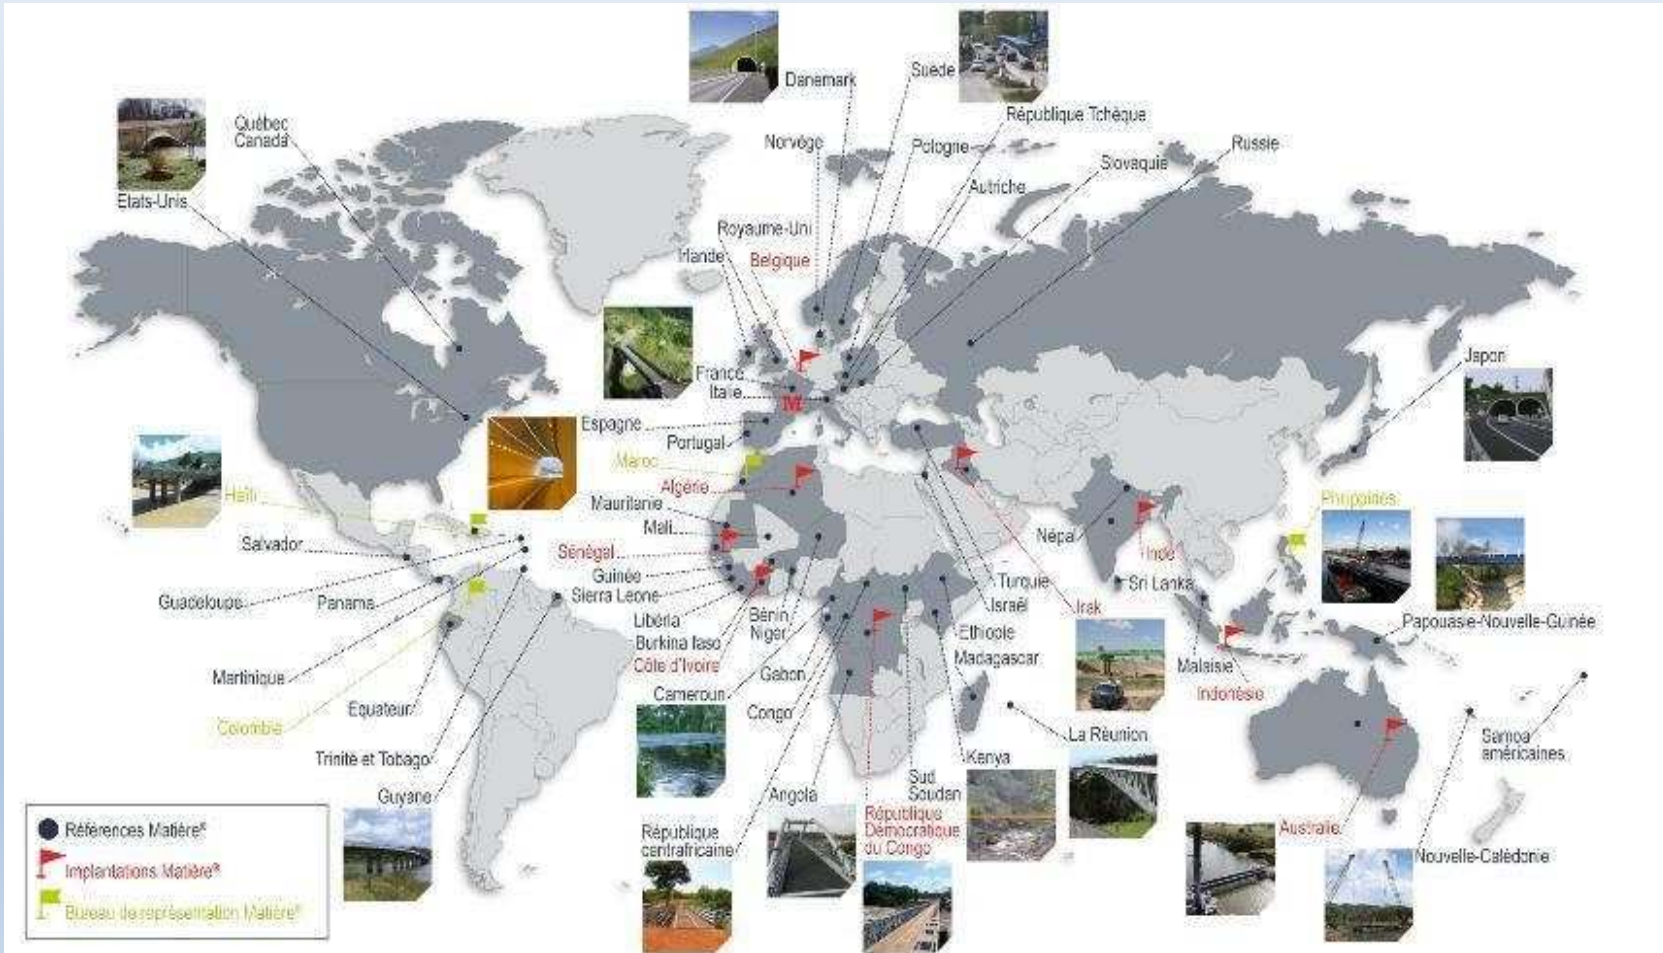 Danemark
Suède
Québec
Canada
République Tchèque
Norvège
Pologne
Slovaquie
Russie
Autriche
Etats-Unis
Royaume-Uni
Irlande
Belgique
France
Italie
M
Japon
Espagne
Portugal
Maroc
Algérie
Haïti
Mauritanie
Mali
Philippines
Salvador
Sénégal
Népal
Inde
Guinée
Sri Lanka
Turquie
Guadeloupe
Panama
Sierra Leone
Israël
Irak
Libéria
Bénin
Niger
Burkina faso
Ethiopie
Papouasie-Nouvelle-Guinée
Côte d'Ivoire
Madagascar
Malaisie
Martinique
Gabon
Cameroun
Indonésie
Equateur
Congo
Colombie
La Réunion
Samoa
américaines
Trinité et Tobago
Kenya
Guyane
Angola
Sud
Soudan
République
Démocratique
du Congo
République
centrafricaine
Australie
Nouvelle-Calédonie
Références Matière®
Implantations Matière®
Bureau de représentation Matière®